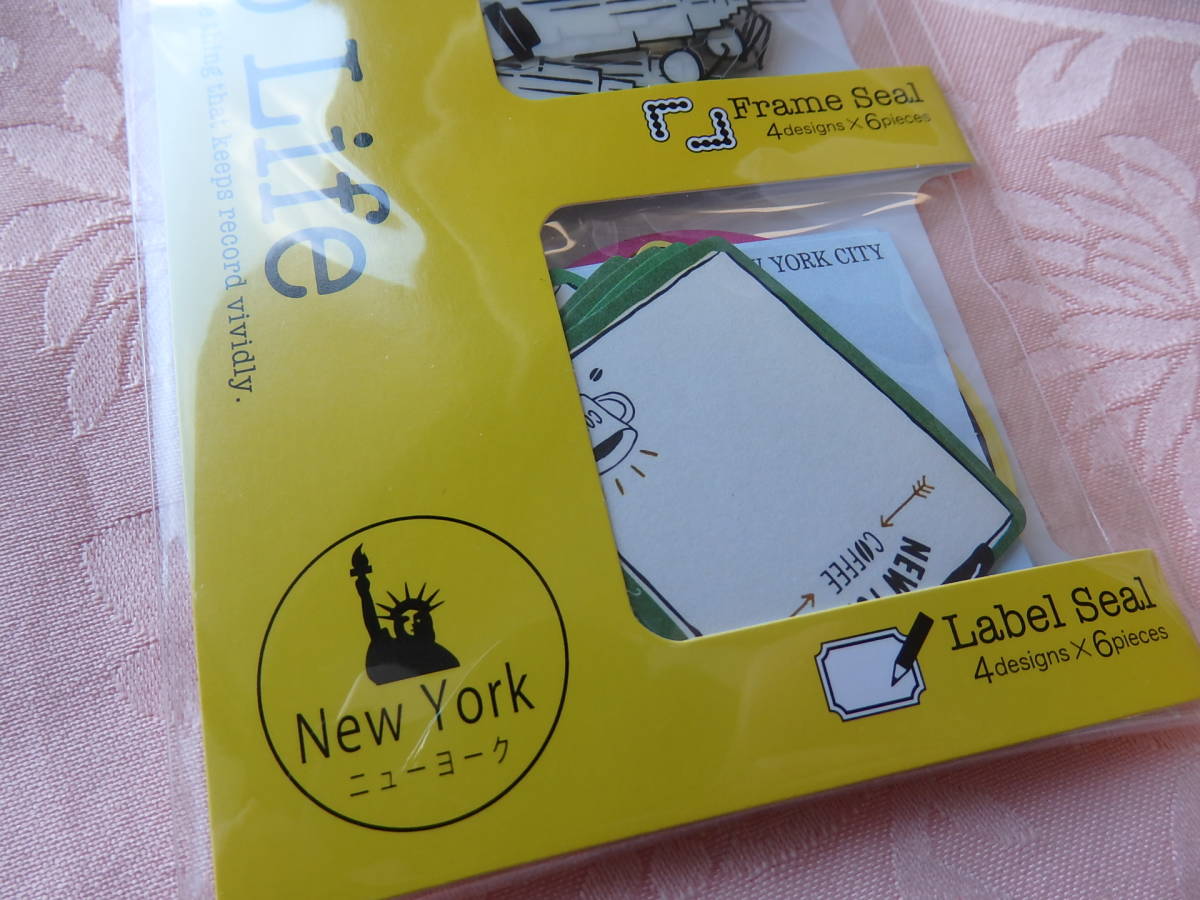 Life
that keeps record vividly.
Frame Seal
4designs×6pieces
YORK CITY
COFFEE
NEW
Label Seal
4designs×6pieces
New York
ニューヨーク